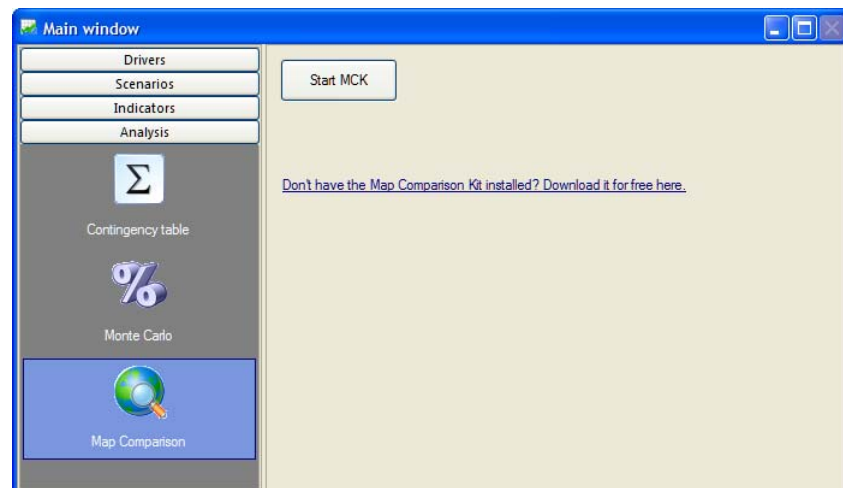 Main window
Drivers
Scenarios
Indicators
Analysis
Σ
Contingency table
%
Monte Carlo
Map Comparison
Start MCK
Don't have the Map Comparison Kit installed? Download it for free here.